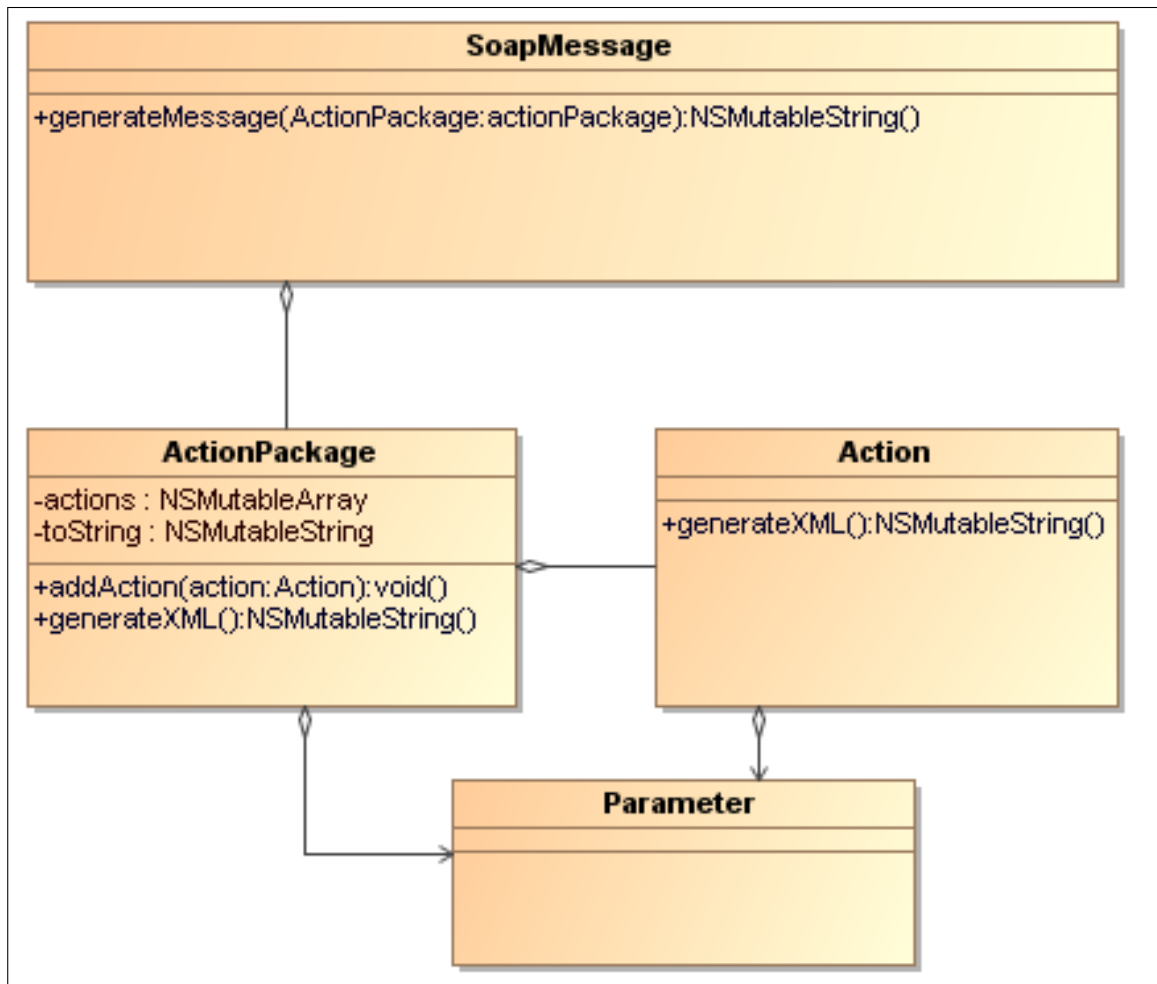 SoapMessage
+generateMessage(ActionPackage:actionPackage):NSMutableString()
ActionPackage
-actions : NSMutableArray
-toString : NSMutableString
+addAction(action:Action):void()
+generateXML():NSMutableString()
Action
+generateXML():NSMutableString()
Parameter